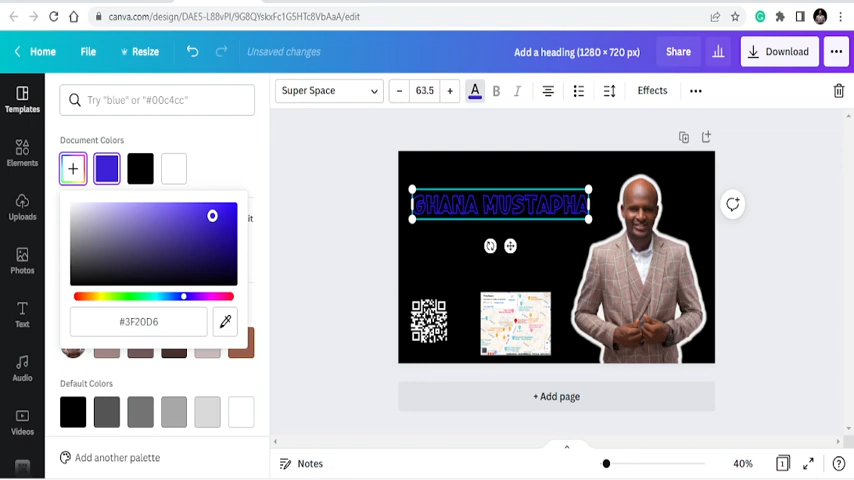 canva.com/design/DAE5-L88vPI/9G8QYskxFc1G5HTc8VbAaA/edit
Home File Resize Unsaved changes Add a heading (1280 × 720 px) Share Download
Templates
Elements
Uploads
Photos
Text
Audio
Videos
Try "blue" or "#00c4cc"
Document Colors
it
#3F20D6
Default Colors
Add another palette
Super Space 63.5 A B I Effects
GHANA MUSTAPHA
+ Add page
Notes
40%
1